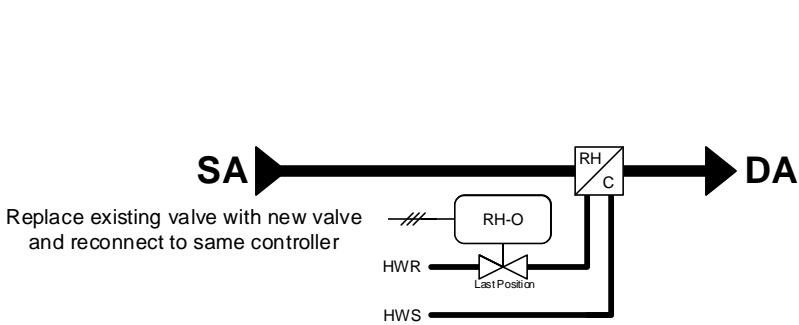 SA
RH
C
DA
Replace existing valve with new valve
and reconnect to same controller
RH-O
HWR
Last Position
HWS